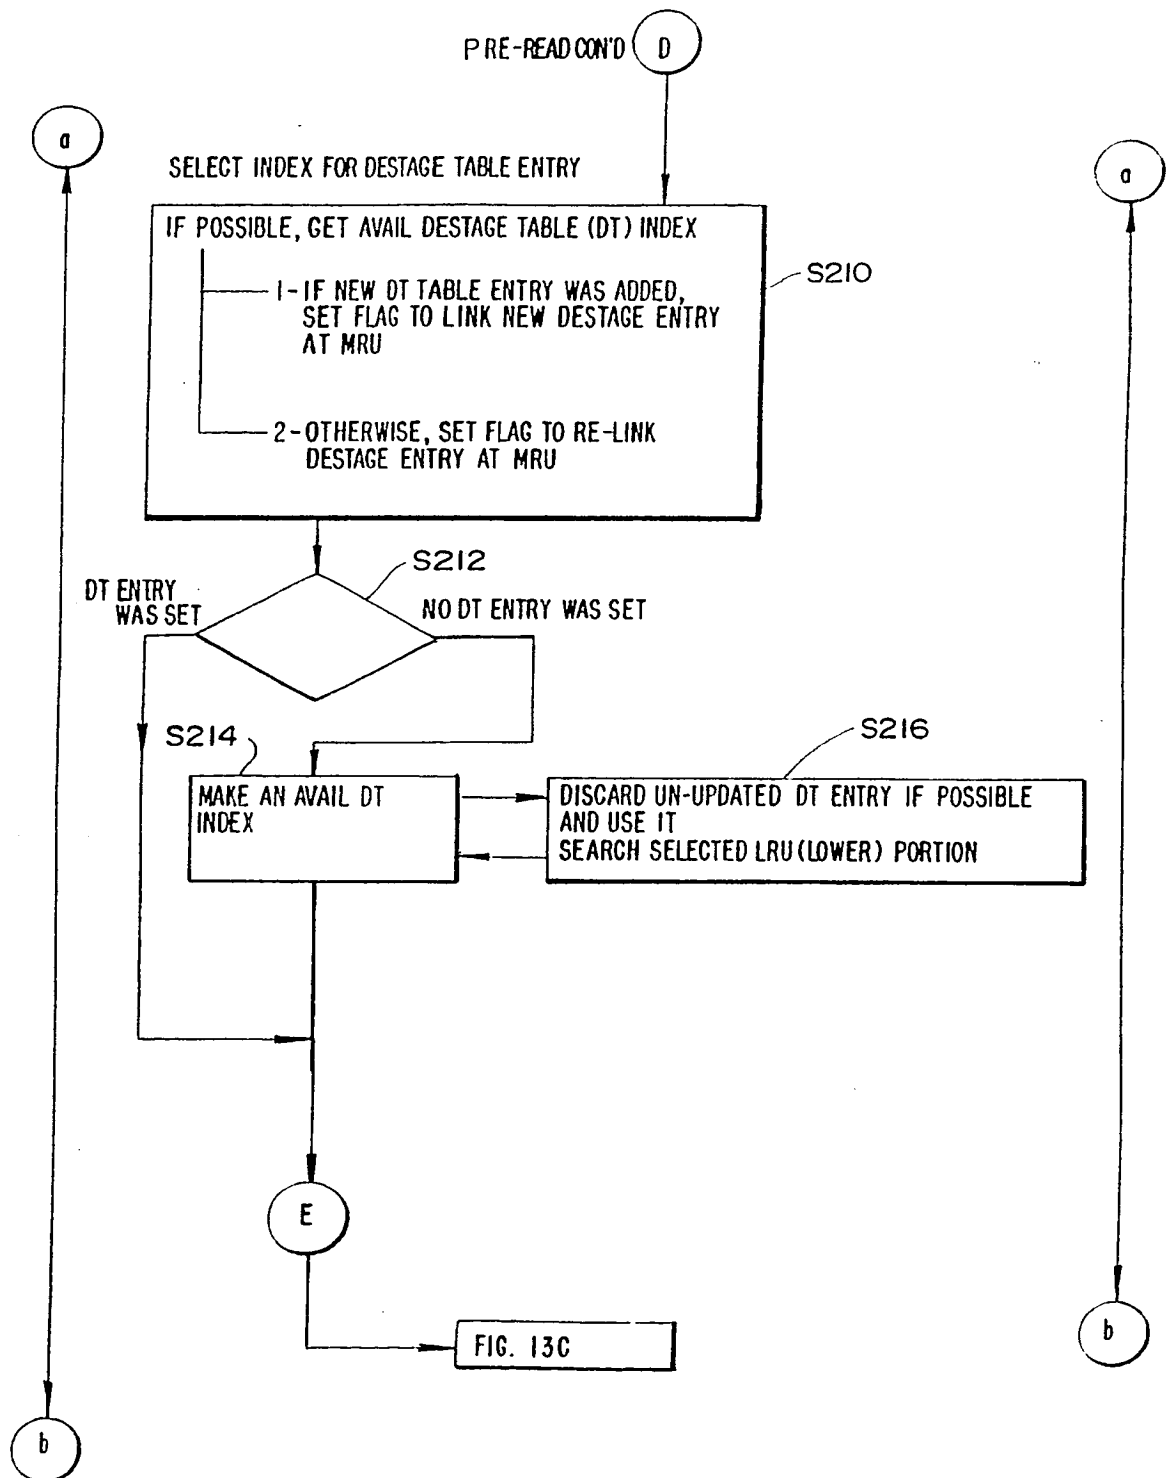 PRE-READ CON'D
D
a
a
SELECT INDEX FOR DESTAGE TABLE ENTRY
IF POSSIBLE, GET AVAIL DESTAGE TABLE (DT) INDEX
S210
1-IF NEW DT TABLE ENTRY WAS ADDED,
SET FLAG TO LINK NEW DESTAGE ENTRY
AT MRU
2-OTHERWISE, SET FLAG TO RE-LINK
DESTAGE ENTRY AT MRU
S212
DT ENTRY
WAS SET
NO DT ENTRY WAS SET
S214
S216
MAKE AN AVAIL DT
INDEX
DISCARD UN-UPDATED DT ENTRY IF POSSIBLE
AND USE IT
SEARCH SELECTED LRU (LOWER) PORTION
E
FIG. 13C
b
b